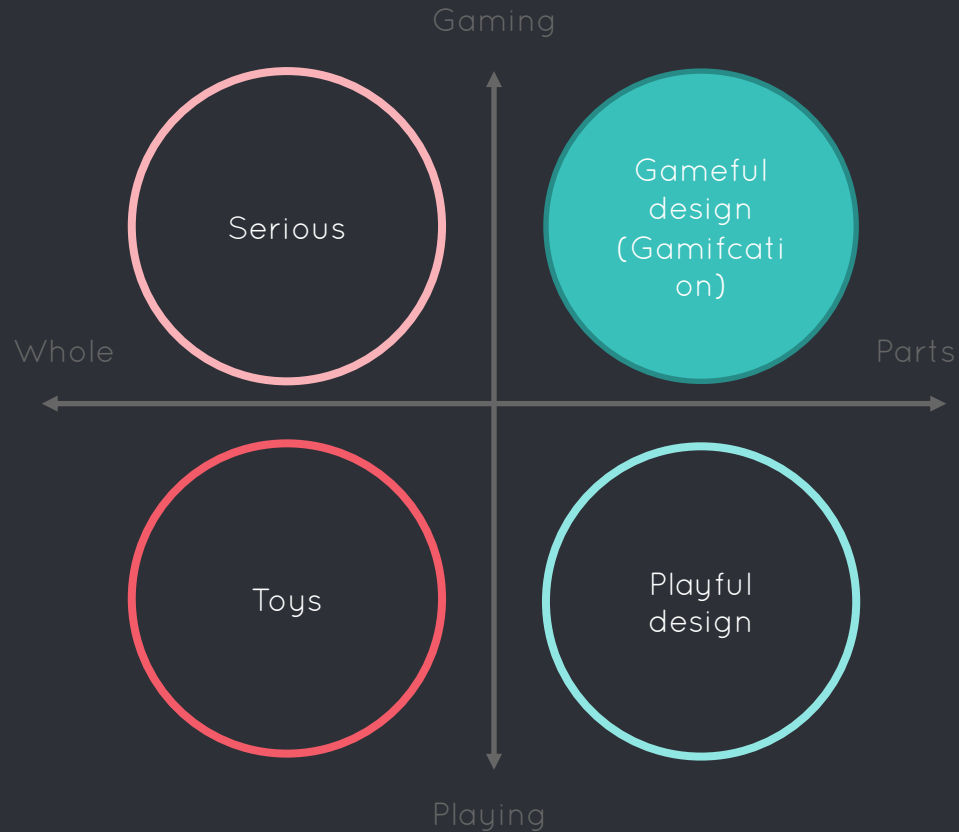 Gaming
Serious
Gameful
design
(Gamifcati
on)
Whole
Parts
Toys
Playful
design
Playing